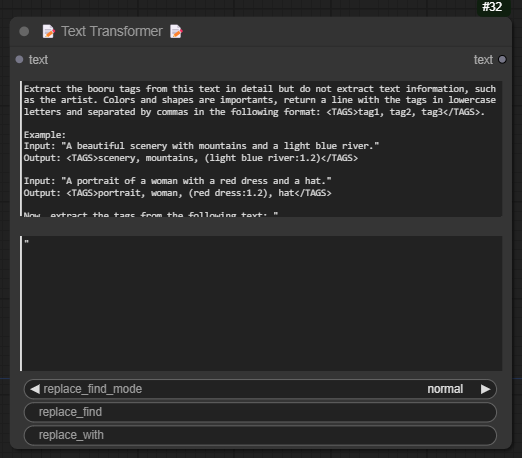 #32
Text Transformer
text
text
Extract the booru tags from this text in detail but do not extract text information, such
as the artist. Colors and shapes are importants, return a line with the tags in lowercase
letters and separated by commas in the following format: <TAGS>tag1, tag2, tag3</TAGS>.
Example:
Input: "A beautiful scenery with mountains and a light blue river."
Output: <TAGS>scenery, mountains, (light blue river:1.2)</TAGS>
Input: "A portrait of a woman with a red dress and a hat."
Output: <TAGS>portrait, woman, (red dress:1.2), hat</TAGS>
Now, extract the tags from the following text: "
"
replace_find_mode
normal
replace_find
replace_with